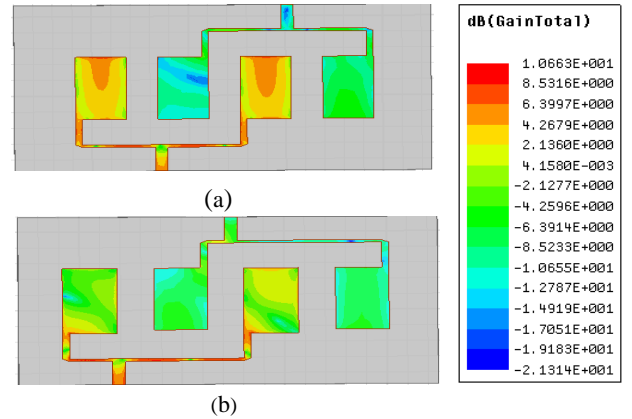 (a)
(b)
dB(GainTotal)
1.0663E+001
8.5316E+000
6.3997E+000
4.2679E+000
2.1360E+000
4.1580E-003
-2.1277E+000
-4.2596E+000
-6.3914E+000
-8.5233E+000
-1.0655E+001
-1.2787E+001
-1.4919E+001
-1.7051E+001
-1.9183E+001
-2.1314E+001